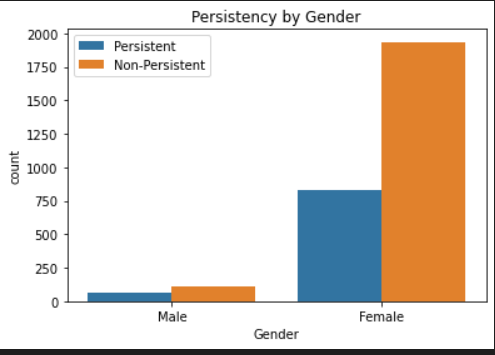 Persistency by Gender
Persistent
Non-Persistent
2000
1750
1500
1250
1000
750
500
250
0
count
Male Female
Gender